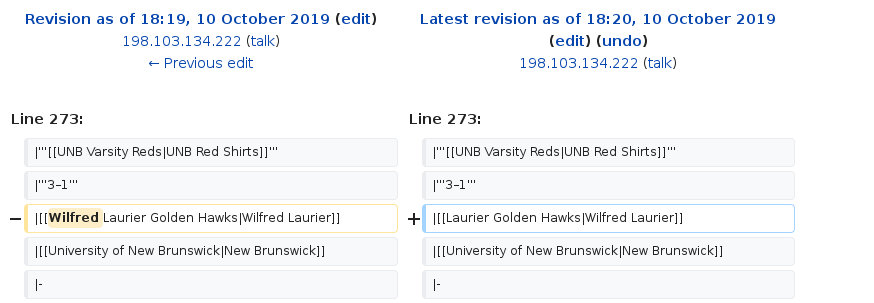 Revision as of 18:19, 10 October 2019 (edit)
198.103.134.222 (talk)
← Previous edit
Latest revision as of 18:20, 10 October 2019
(edit) (undo)
198.103.134.222 (talk)
Line 273:
Line 273:
|'''[[UNB Varsity Reds|UNB Red Shirts]]'''
|'''[[UNB Varsity Reds|UNB Red Shirts]]'''
|'''3–1'''
|'''3–1'''
− |[[Wilfred Laurier Golden Hawks|Wilfred Laurier]]
+ |[[Laurier Golden Hawks|Wilfred Laurier]]
|[[University of New Brunswick|New Brunswick]]
|[[University of New Brunswick|New Brunswick]]
|-
|-